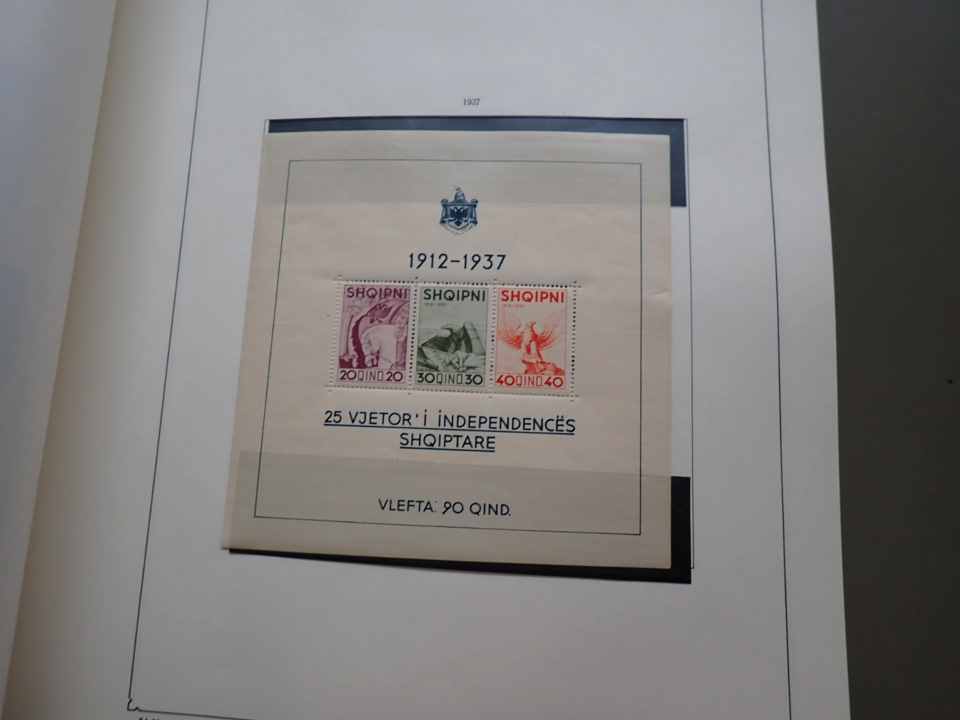 1937
1912-1937
SHQIPNI SHQIPNI SHQIPNI
20 QIND 20 30 QIND 30 40 QIND 40
25 VJETOR'I INDEPENDENCËS
SHQIPTARE
VLEFTA: 90 QIND.